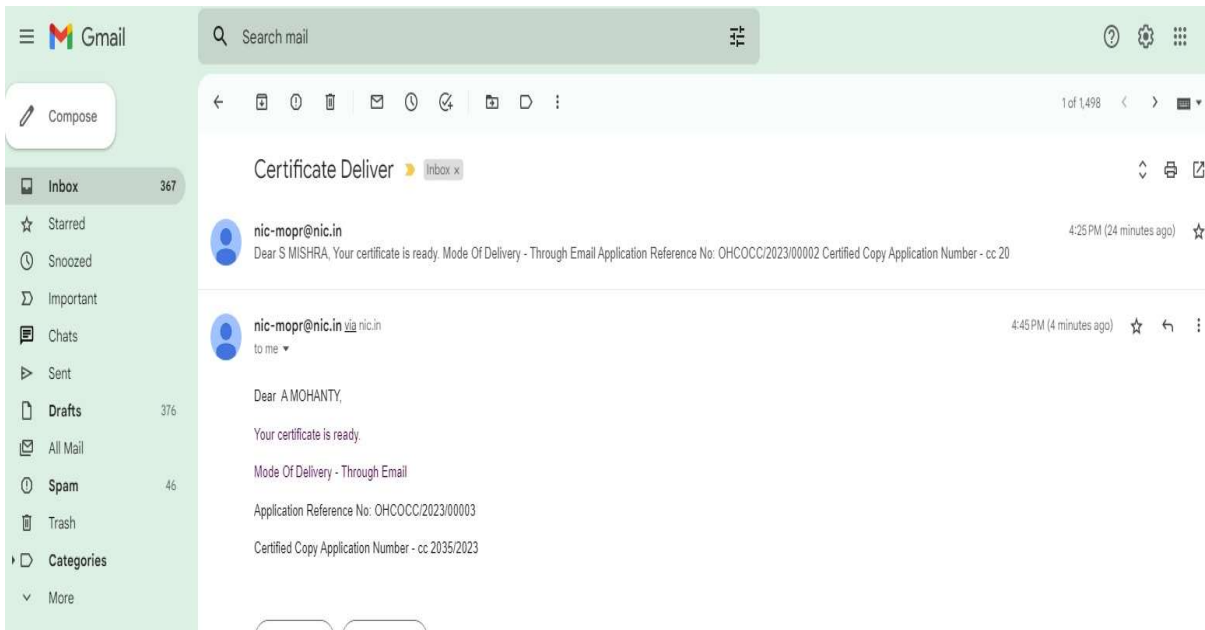 Gmail
Search mail
Compose
1 of 1,498
Inbox 367
Starred
Snoozed
Important
Chats
Sent
Drafts 376
All Mail
Spam 46
Trash
Categories
More
Certificate Deliver Inbox x
nic-mopr@nic.in 4:25 PM (24 minutes ago)
Dear S MISHRA, Your certificate is ready. Mode Of Delivery - Through Email Application Reference No: OHCOCC/2023/00002 Certified Copy Application Number - cc 20
nic-mopr@nic.in via nic.in 4:45 PM (4 minutes ago)
to me
Dear A MOHANTY,
Your certificate is ready.
Mode Of Delivery - Through Email
Application Reference No: OHCOCC/2023/00003
Certified Copy Application Number - cc 2035/2023